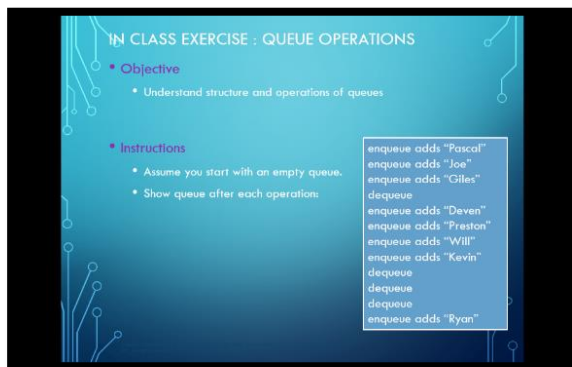 IN CLASS EXERCISE : QUEUE OPERATIONS
• Objective
• Understand structure and operations of queues
• Instructions
• Assume you start with an empty queue.
• Show queue after each operation:
enqueue adds “Pascal”
enqueue adds “Joe”
enqueue adds “Giles”
dequeue
enqueue adds “Deven”
enqueue adds “Preston”
enqueue adds “Will”
enqueue adds “Kevin”
dequeue
dequeue
dequeue
enqueue adds “Ryan”